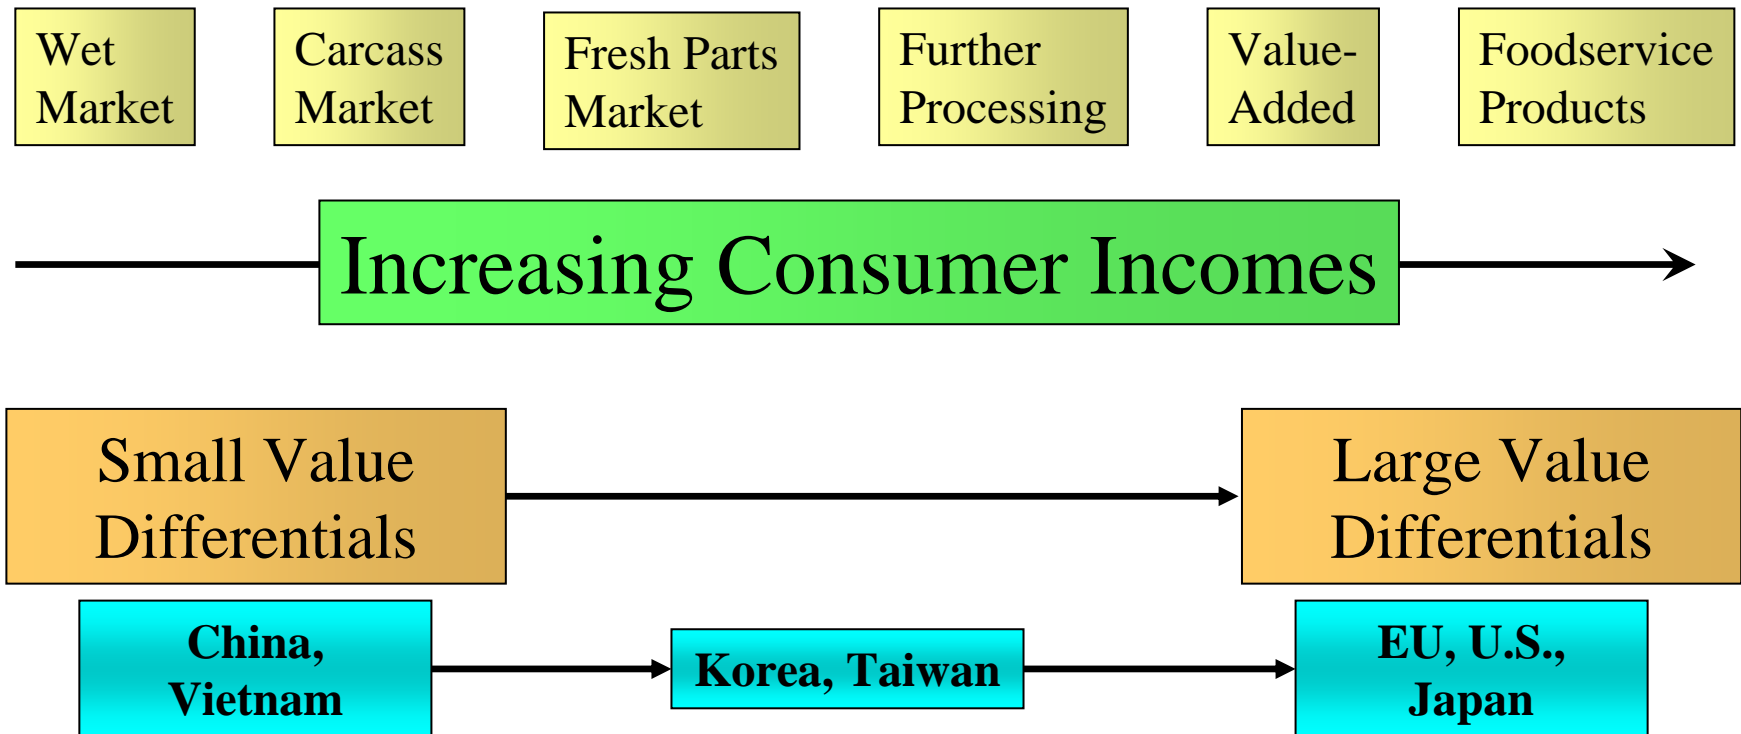 Wet
Market
Carcass
Market
Fresh Parts
Market
Further
Processing
Value-
Added
Foodservice
Products
Increasing Consumer Incomes
Small Value
Differentials
Large Value
Differentials
China,
Vietnam
Korea, Taiwan
EU, U.S.,
Japan